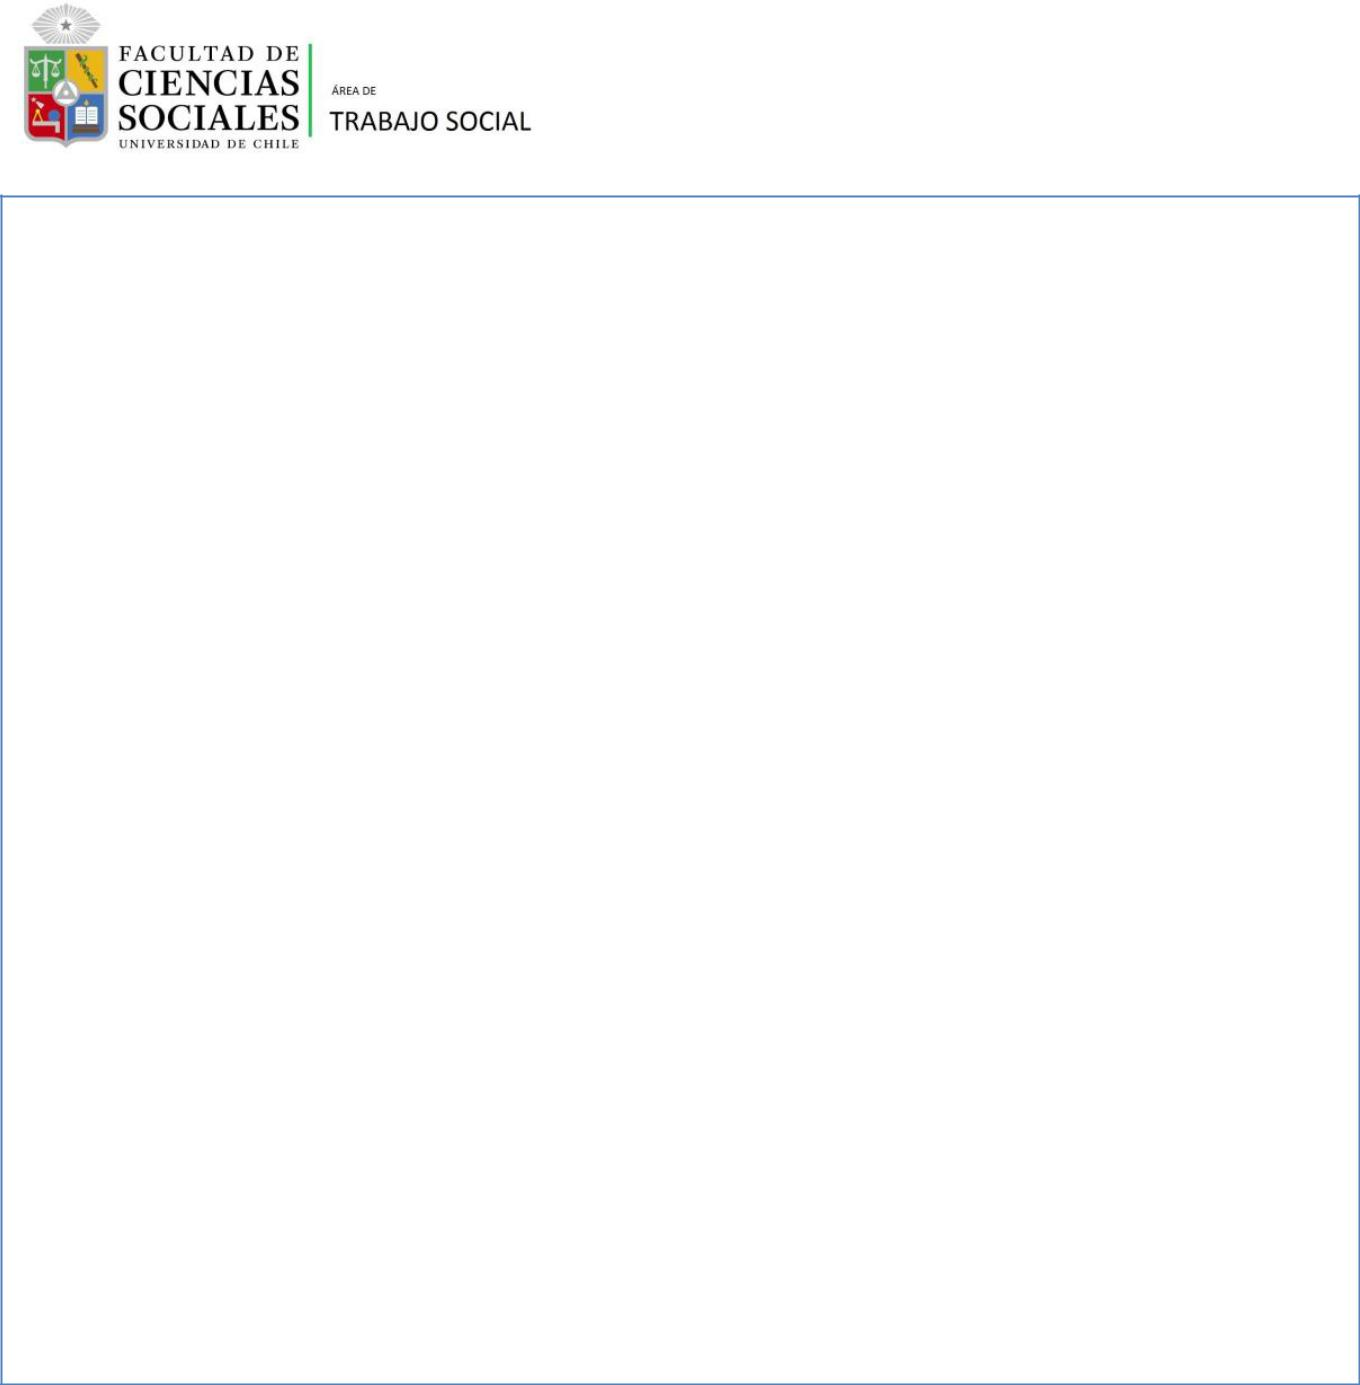 FACULTAD DE
CIENCIAS
SOCIALES
UNIVERSIDAD DE CHILE
ÁREA DE
TRABAJO SOCIAL